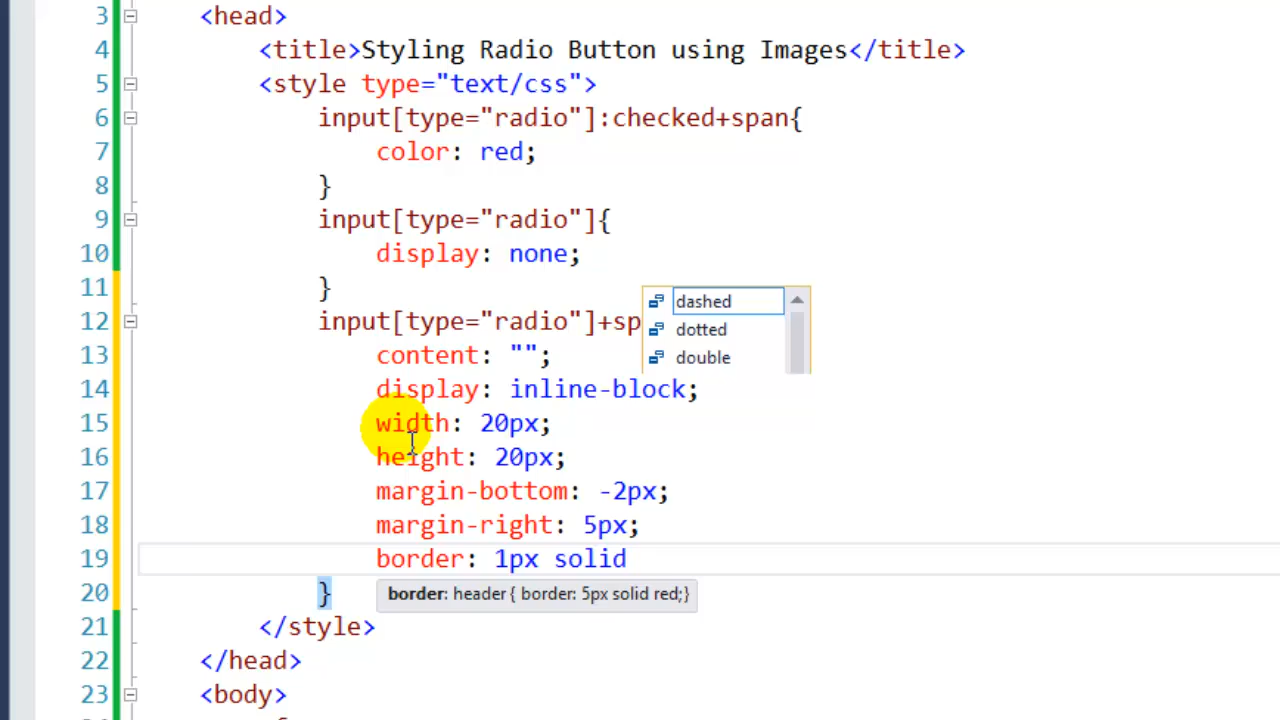 3 <head>
4 <title>Styling Radio Button using Images</title>
5 <style type="text/css">
6 input[type="radio"]:checked+span{
7 color: red;
8 }
9 input[type="radio"]{
10 display: none;
11 }
12 input[type="radio"]+sp
dashed
dotted
double
13 content: "";
14 display: inline-block;
15 width: 20px;
16 height: 20px;
17 margin-bottom: -2px;
18 margin-right: 5px;
19 border: 1px solid
20 }
border: header { border: 5px solid red;}
21 </style>
22 </head>
23 <body>